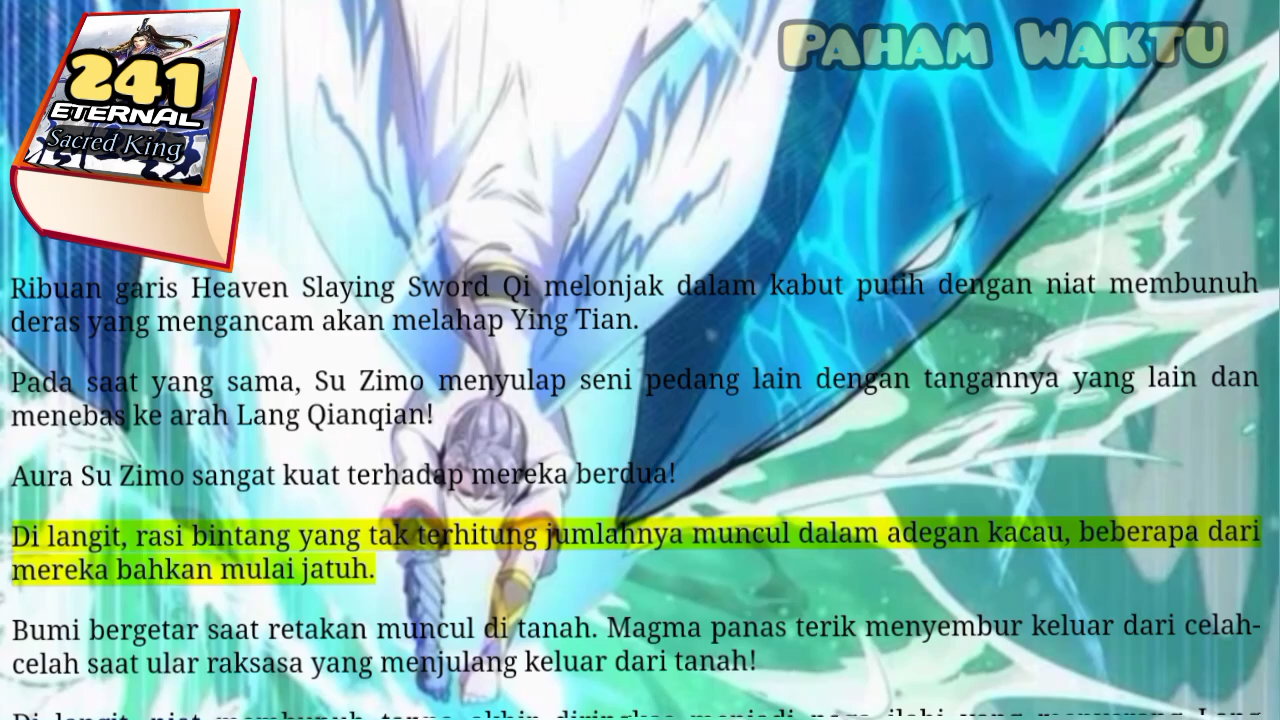 241
ETERNAL
Sacred King
PAHAM WAKTU
Ribuan garis Heaven Slaying Sword Qi melonjak dalam kabut putih dengan niat membunuh
deras yang mengancam akan melahap Ying Tian.
Pada saat yang sama, Su Zimo menyulap seni pedang lain dengan tangannya yang lain dan
menebas ke arah Lang Qianqian!
Aura Su Zimo sangat kuat terhadap mereka berdua!
Di langit, rasi bintang yang tak terhitung jumlahnya muncul dalam adegan kacau, beberapa dari
mereka bahkan mulai jatuh.
Bumi bergetar saat retakan muncul di tanah. Magma panas terik menyembur keluar dari celah-
celah saat ular raksasa yang menjulang keluar dari tanah!